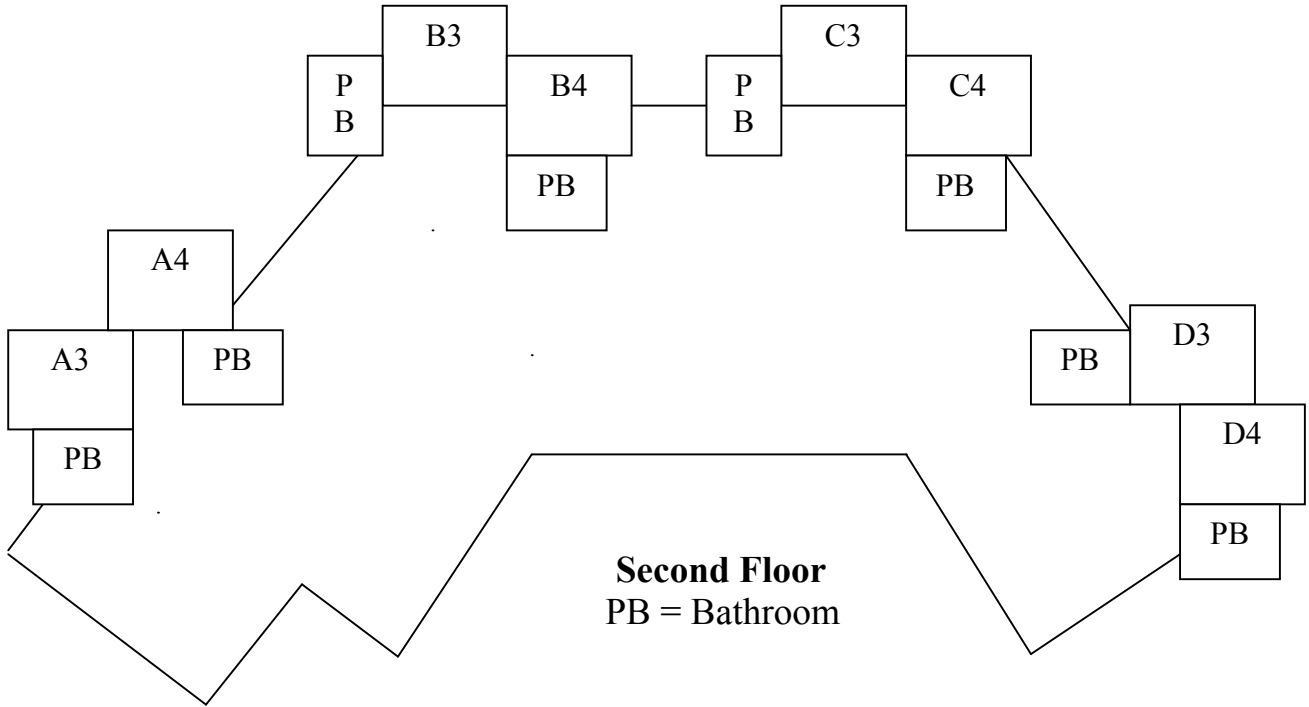 B3
C3
P
B
B4
P
B
C4
PB
PB
A4
A3
PB
PB
D3
D4
PB
PB
Second Floor
PB = Bathroom